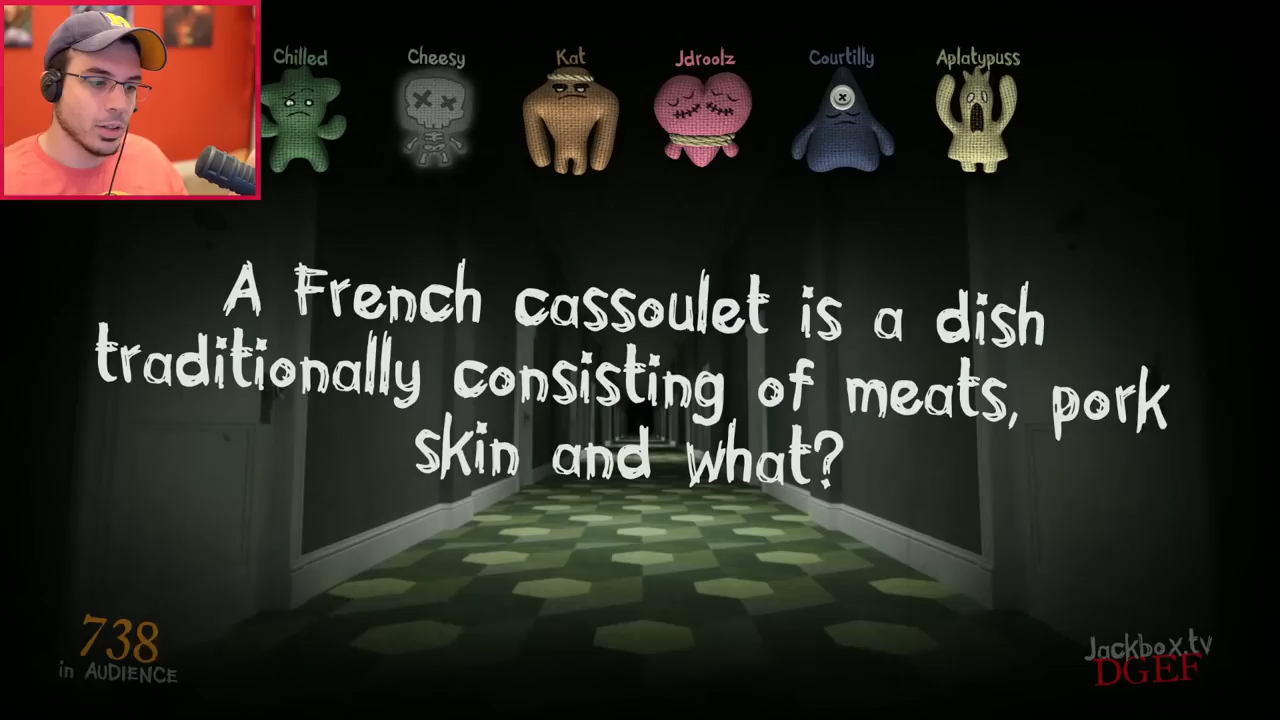 Chilled
Cheesy
Kat
Jdroolz
Courtilly
Aplatypuss
A French cassoulet is a dish
traditionally consisting of meats, pork
skin and what?
738
in AUDIENCE
Jackbox.tv
DGEF